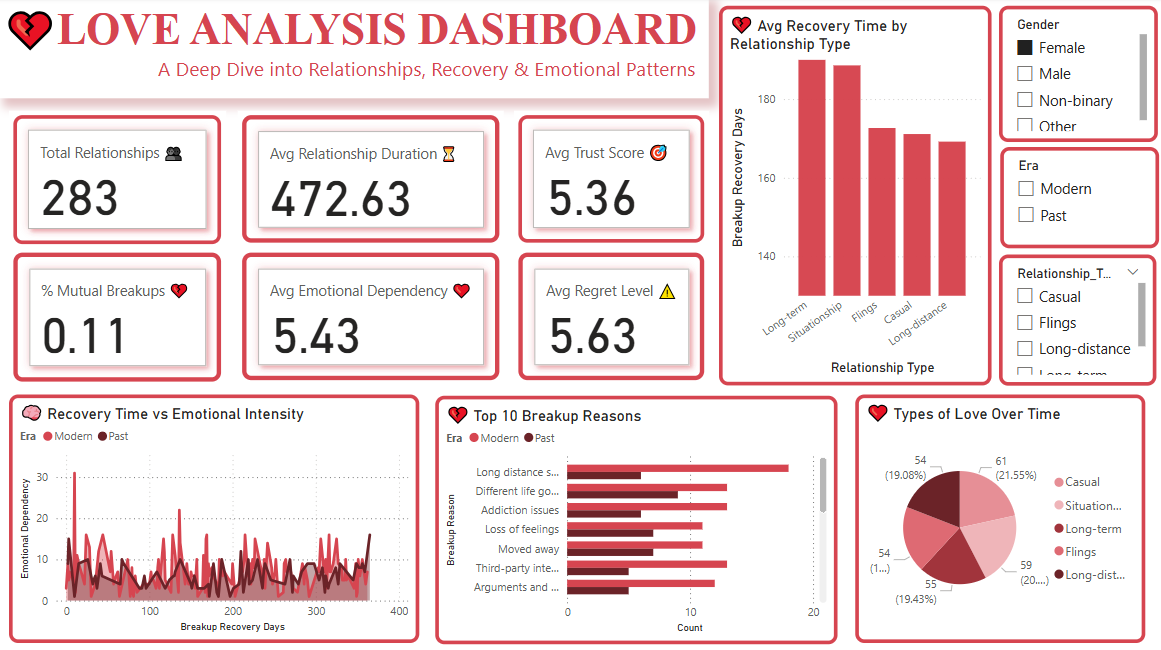 LOVE ANALYSIS DASHBOARD
A Deep Dive into Relationships, Recovery & Emotional Patterns
Total Relationships
283
Avg Relationship Duration
472.63
Avg Trust Score
5.36
% Mutual Breakups
0.11
Avg Emotional Dependency
5.43
Avg Regret Level
5.63
Avg Recovery Time by
Relationship Type
Breakup Recovery Days
180
160
140
Long-term
Situationship
Flings
Casual
Long-distance
Relationship Type
Gender
Female
Male
Non-binary
Other
Era
Modern
Past
Relationship_T...
Casual
Flings
Long-distance
Long-term
Recovery Time vs Emotional Intensity
Era Modern Past
Emotional Dependency
30
20
10
0
0 100 200 300 400
Breakup Recovery Days
Top 10 Breakup Reasons
Era Modern Past
Breakup Reason
Long distance s...
Different life go...
Addiction issues
Loss of feelings
Moved away
Third-party inte...
Arguments and ...
0 10 20
Count
Types of Love Over Time
61
(21.55%)
59
(20....)
55
(19.43%)
54
(1...)
54
(19.08%)
Casual
Situation...
Long-term
Flings
Long-dist...